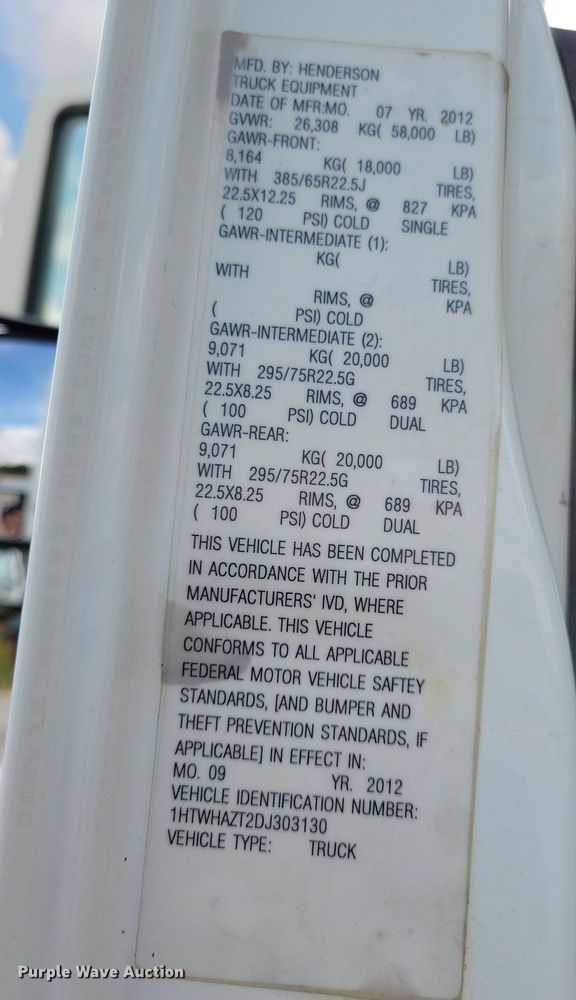 MFD. BY: HENDERSON
TRUCK EQUIPMENT
DATE OF MFR:MO. 07 YR. 2012
GVWR: 26,308 KG( 58,000 LB)
GAWR-FRONT:
8,164 KG( 18,000 LB)
WITH 385/65R22.5J TIRES,
22.5X12.25 RIMS, @ 827 KPA
( 120 PSI) COLD SINGLE
GAWR-INTERMEDIATE (1):
KG( LB)
WITH TIRES,
RIMS, @ KPA
( PSI) COLD
GAWR-INTERMEDIATE (2):
9,071 KG( 20,000 LB)
WITH 295/75R22.5G TIRES,
22.5X8.25 RIMS, @ 689 KPA
( 100 PSI) COLD DUAL
GAWR-REAR:
9,071 KG( 20,000 LB)
WITH 295/75R22.5G TIRES,
22.5X8.25 RIMS, @ 689 KPA
( 100 PSI) COLD DUAL
THIS VEHICLE HAS BEEN COMPLETED
IN ACCORDANCE WITH THE PRIOR
MANUFACTURERS' IVD, WHERE
APPLICABLE. THIS VEHICLE
CONFORMS TO ALL APPLICABLE
FEDERAL MOTOR VEHICLE SAFTEY
STANDARDS, [AND BUMPER AND
THEFT PREVENTION STANDARDS, IF
APPLICABLE] IN EFFECT IN:
MO. 09 YR. 2012
VEHICLE IDENTIFICATION NUMBER:
1HTWHAZT2DJ303130
VEHICLE TYPE: TRUCK
Purple Wave Auction